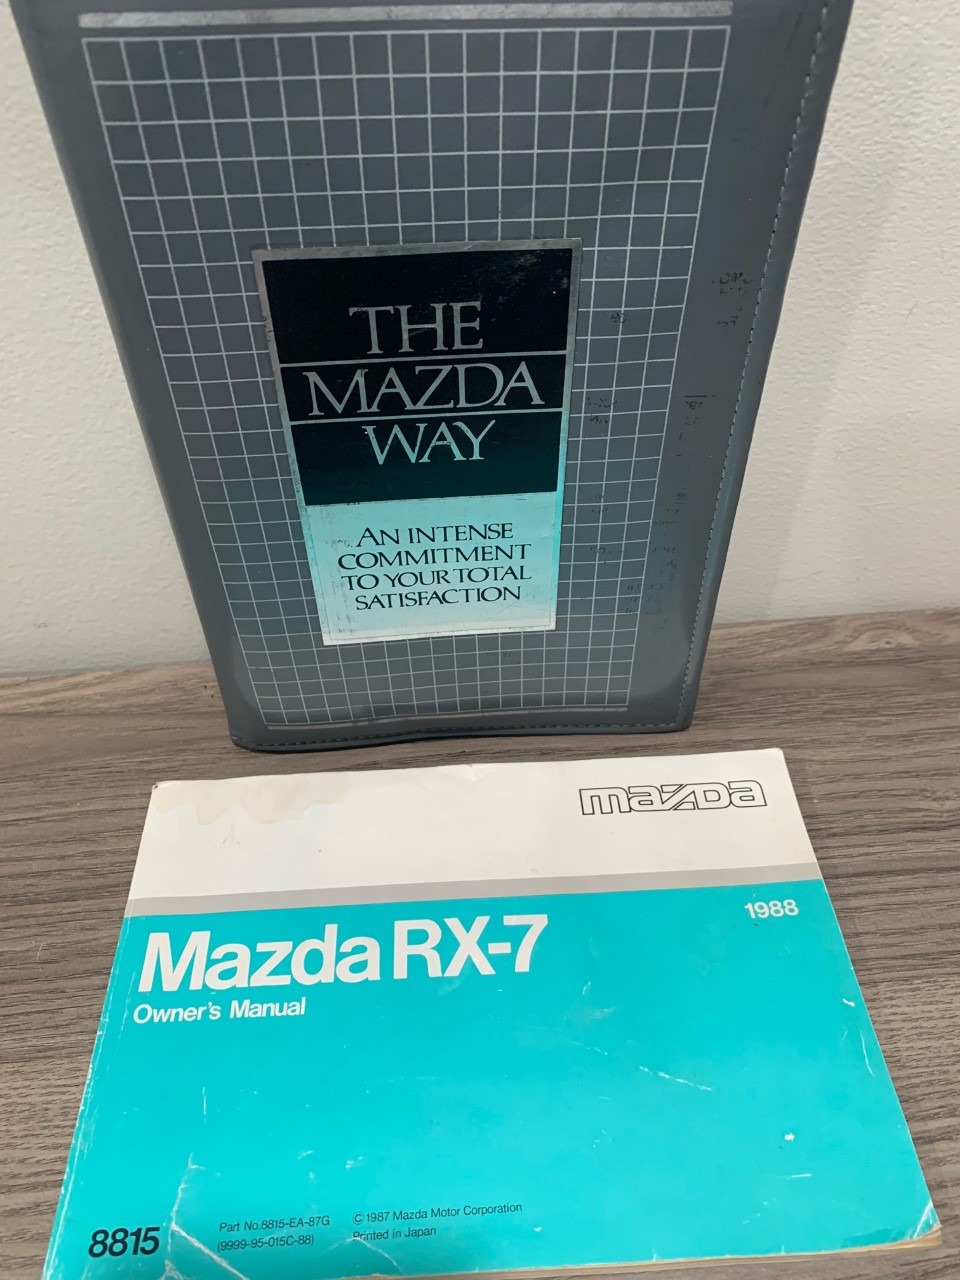 THE
MAZDA
WAY
AN INTENSE
COMMITMENT
TO YOUR TOTAL
SATISFACTION
mazda
1988
Mazda RX-7
Owner's Manual
8815
Part No.8815-EA-87G
(9999-95-015C-88)
© 1987 Mazda Motor Corporation
Printed in Japan